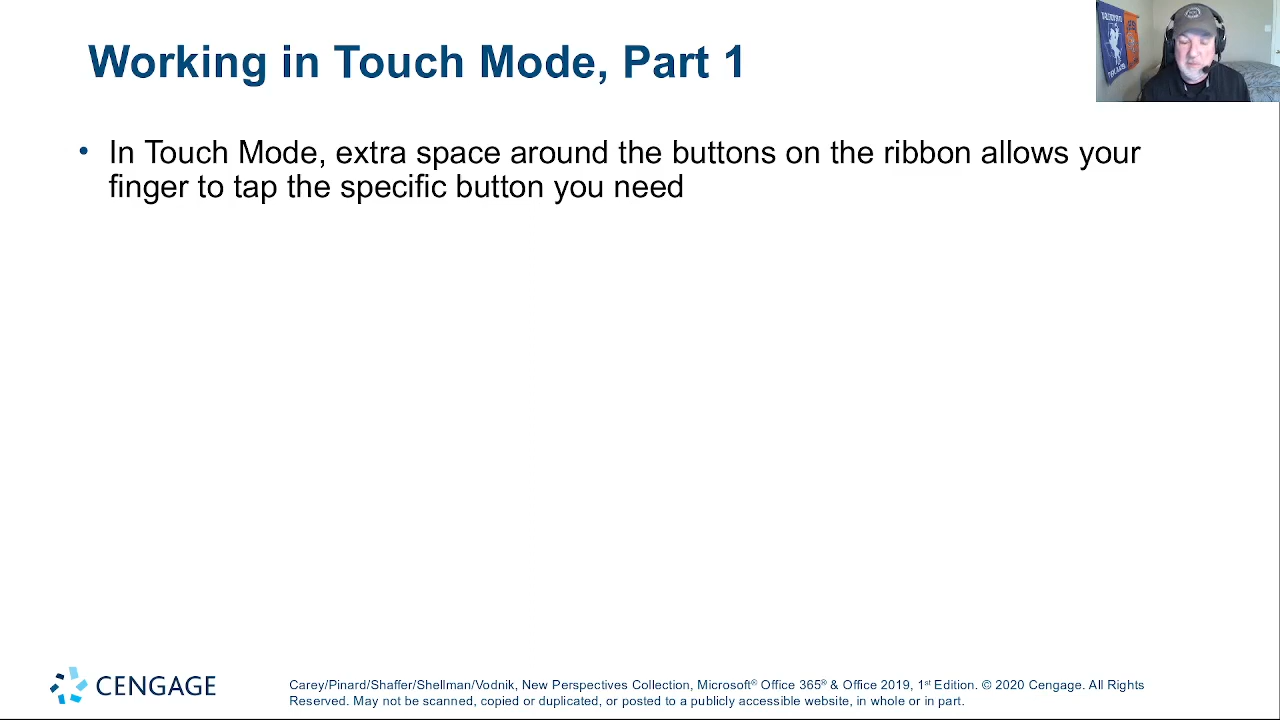 Working in Touch Mode, Part 1
• In Touch Mode, extra space around the buttons on the ribbon allows your
finger to tap the specific button you need
CENGAGE
Carey/Pinard/Shaffer/Shellman/Vodnik, New Perspectives Collection, Microsoft® Office 365® & Office 2019, 1st Edition. © 2020 Cengage. All Rights
Reserved. May not be scanned, copied or duplicated, or posted to a publicly accessible website, in whole or in part.